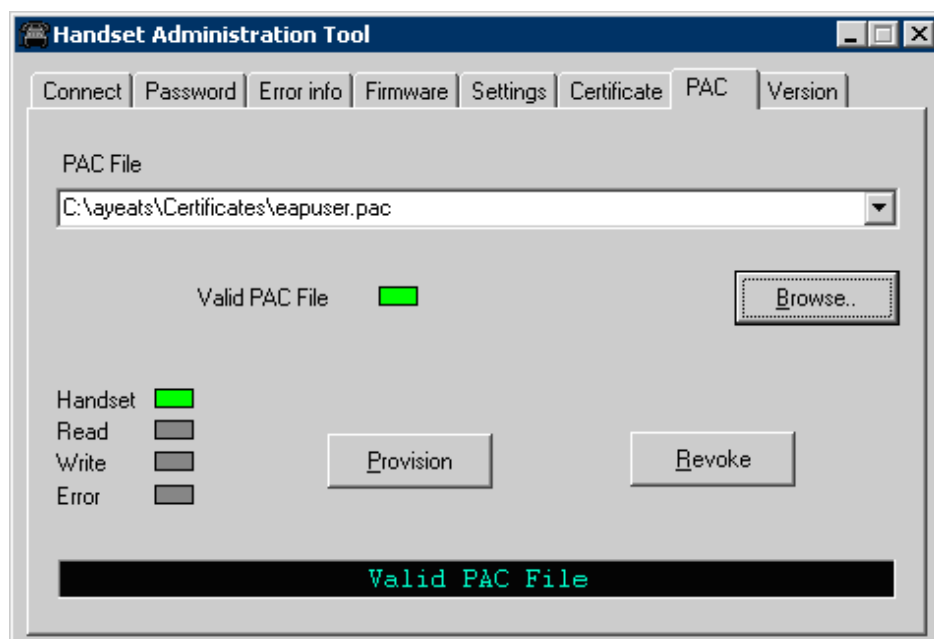 Handset Administration Tool
Connect Password Error info Firmware Settings Certificate PAC Version
PAC File
C:\ayeats\Certificates\eapuser.pac
Valid PAC File
Browse..
Handset
Read
Write
Error
Provision
Revoke
Valid PAC File